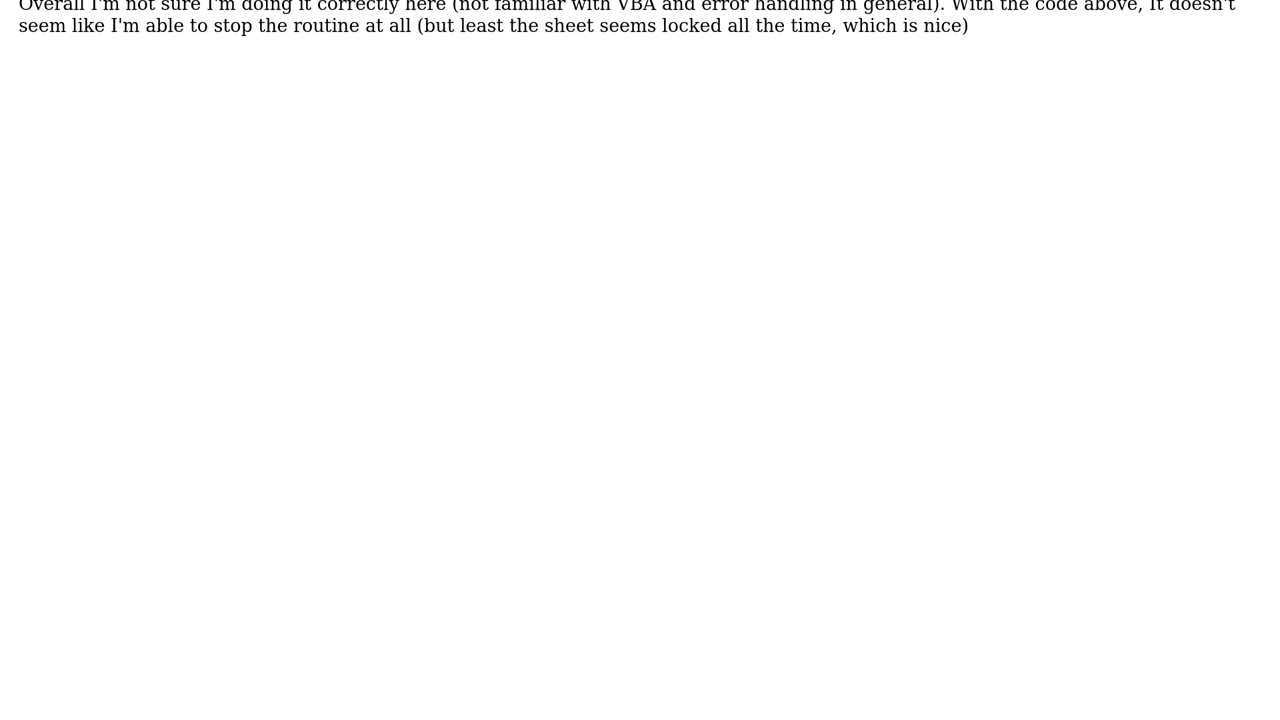 Overall I'm not sure I'm doing it correctly here (not familiar with VBA and error handling in general). With the code above, It doesn't
seem like I'm able to stop the routine at all (but least the sheet seems locked all the time, which is nice)